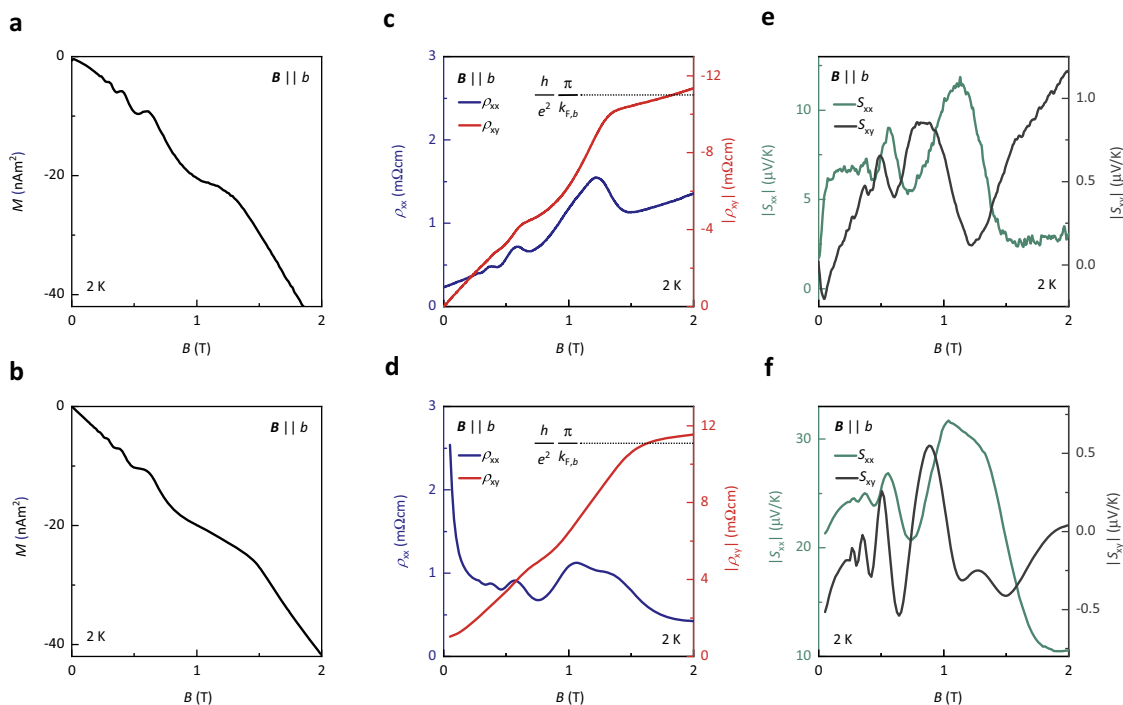 a
0
-20
-40
M (nAm²)
B || b
2 K
0
1
2
B (T)
c
3
2
1
0
ρxx (mΩcm)
B || b
ρxx
ρxy
h
e²
π
kF,b
-12
-8
-4
0
|ρxy| (mΩcm)
2 K
0
1
2
B (T)
e
10
5
0
|Sxx| (μV/K)
B || b
Sxx
Sxy
1.0
0.5
0.0
|Sxy| (μV/K)
2 K
0
1
2
B (T)
b
0
-20
-40
M (nAm²)
B || b
2 K
0
1
2
B (T)
d
3
2
1
0
ρxx (mΩcm)
B || b
ρxx
ρxy
h
e²
π
kF,b
12
8
4
0
|ρxy| (mΩcm)
2 K
0
1
2
B (T)
f
30
20
10
|Sxx| (μV/K)
B || b
Sxx
Sxy
0.5
0.0
-0.5
|Sxy| (μV/K)
2 K
0
1
2
B (T)